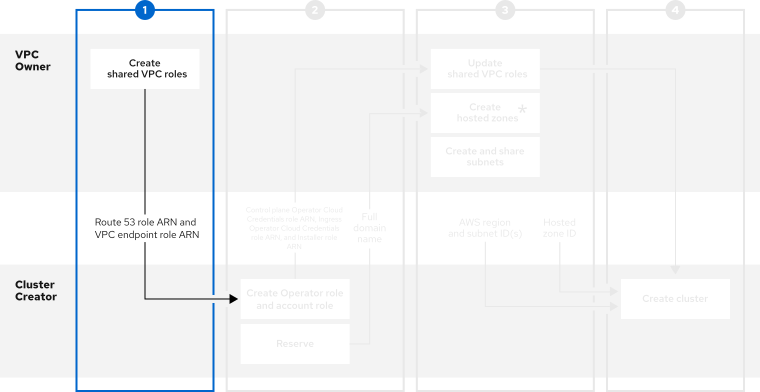 1
2
3
4
VPC
Owner
Create
shared VPC roles
Update
shared VPC roles
Create
hosted zones *
Create and share
subnets
Route 53 role ARN and
VPC endpoint role ARN
Control plane Operator Cloud
Credentials role ARN, Ingress
Operator Cloud Credentials
role ARN, and Installer role
ARN
Full
domain
name
AWS region
and subnet ID(s)
Hosted
zone ID
Cluster
Creator
Create Operator role
and account role
Reserve
Create cluster